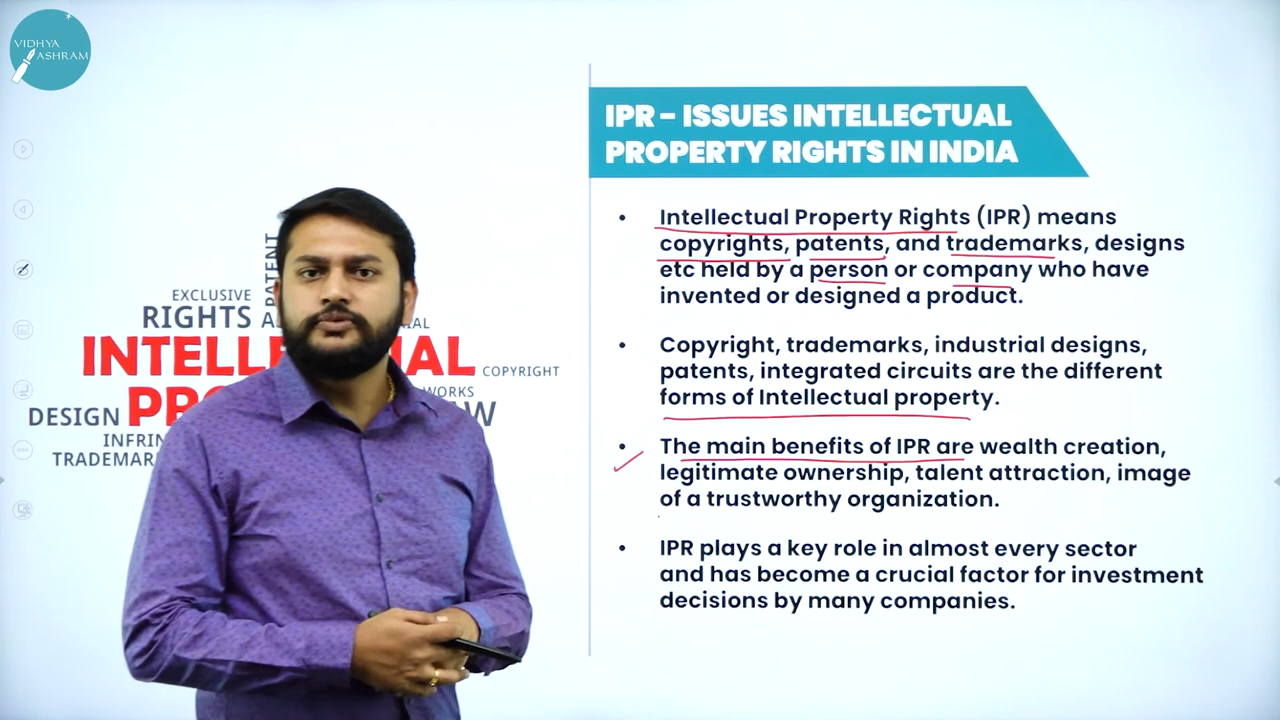 VIDHYA
ASHRAM
IPR – ISSUES INTELLECTUAL
PROPERTY RIGHTS IN INDIA
• Intellectual Property Rights (IPR) means
copyrights, patents, and trademarks, designs
etc held by a person or company who have
invented or designed a product.
• Copyright, trademarks, industrial designs,
patents, integrated circuits are the different
forms of Intellectual property.
• The main benefits of IPR are wealth creation,
legitimate ownership, talent attraction, image
of a trustworthy organization.
• IPR plays a key role in almost every sector
and has become a crucial factor for investment
decisions by many companies.
PATENT
EXCLUSIVE
RIGHTS
COPYRIGHT
WORKS
DESIGN